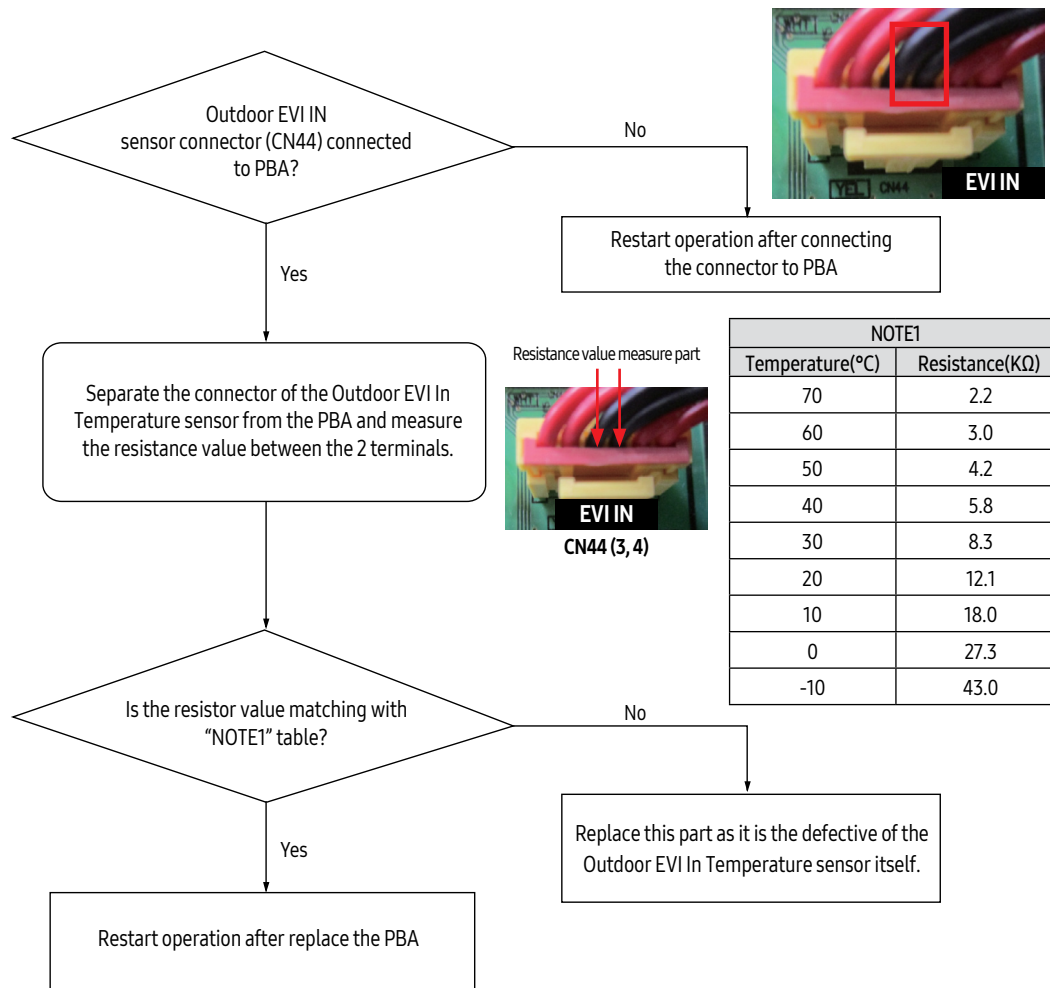 Outdoor EVI IN
sensor connector (CN44) connected
to PBA?
No
YEL CN44
EVI IN
Restart operation after connecting
the connector to PBA
Yes
Separate the connector of the Outdoor EVI In
Temperature sensor from the PBA and measure
the resistance value between the 2 terminals.
Resistance value measure part
EVI IN
CN44 (3, 4)
NOTE1
Temperature(°C) Resistance(KΩ)
70 2.2
60 3.0
50 4.2
40 5.8
30 8.3
20 12.1
10 18.0
0 27.3
-10 43.0
Is the resistor value matching with
“NOTE1” table?
No
Replace this part as it is the defective of the
Outdoor EVI In Temperature sensor itself.
Yes
Restart operation after replace the PBA